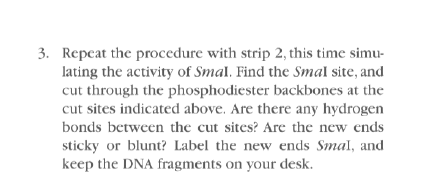 3. Repeat the procedure with strip 2, this time simu-
lating the activity of SmaI. Find the SmaI site, and
cut through the phosphodiester backbones at the
cut sites indicated above. Are there any hydrogen
bonds between the cut sites? Are the new ends
sticky or blunt? Label the new ends SmaI, and
keep the DNA fragments on your desk.